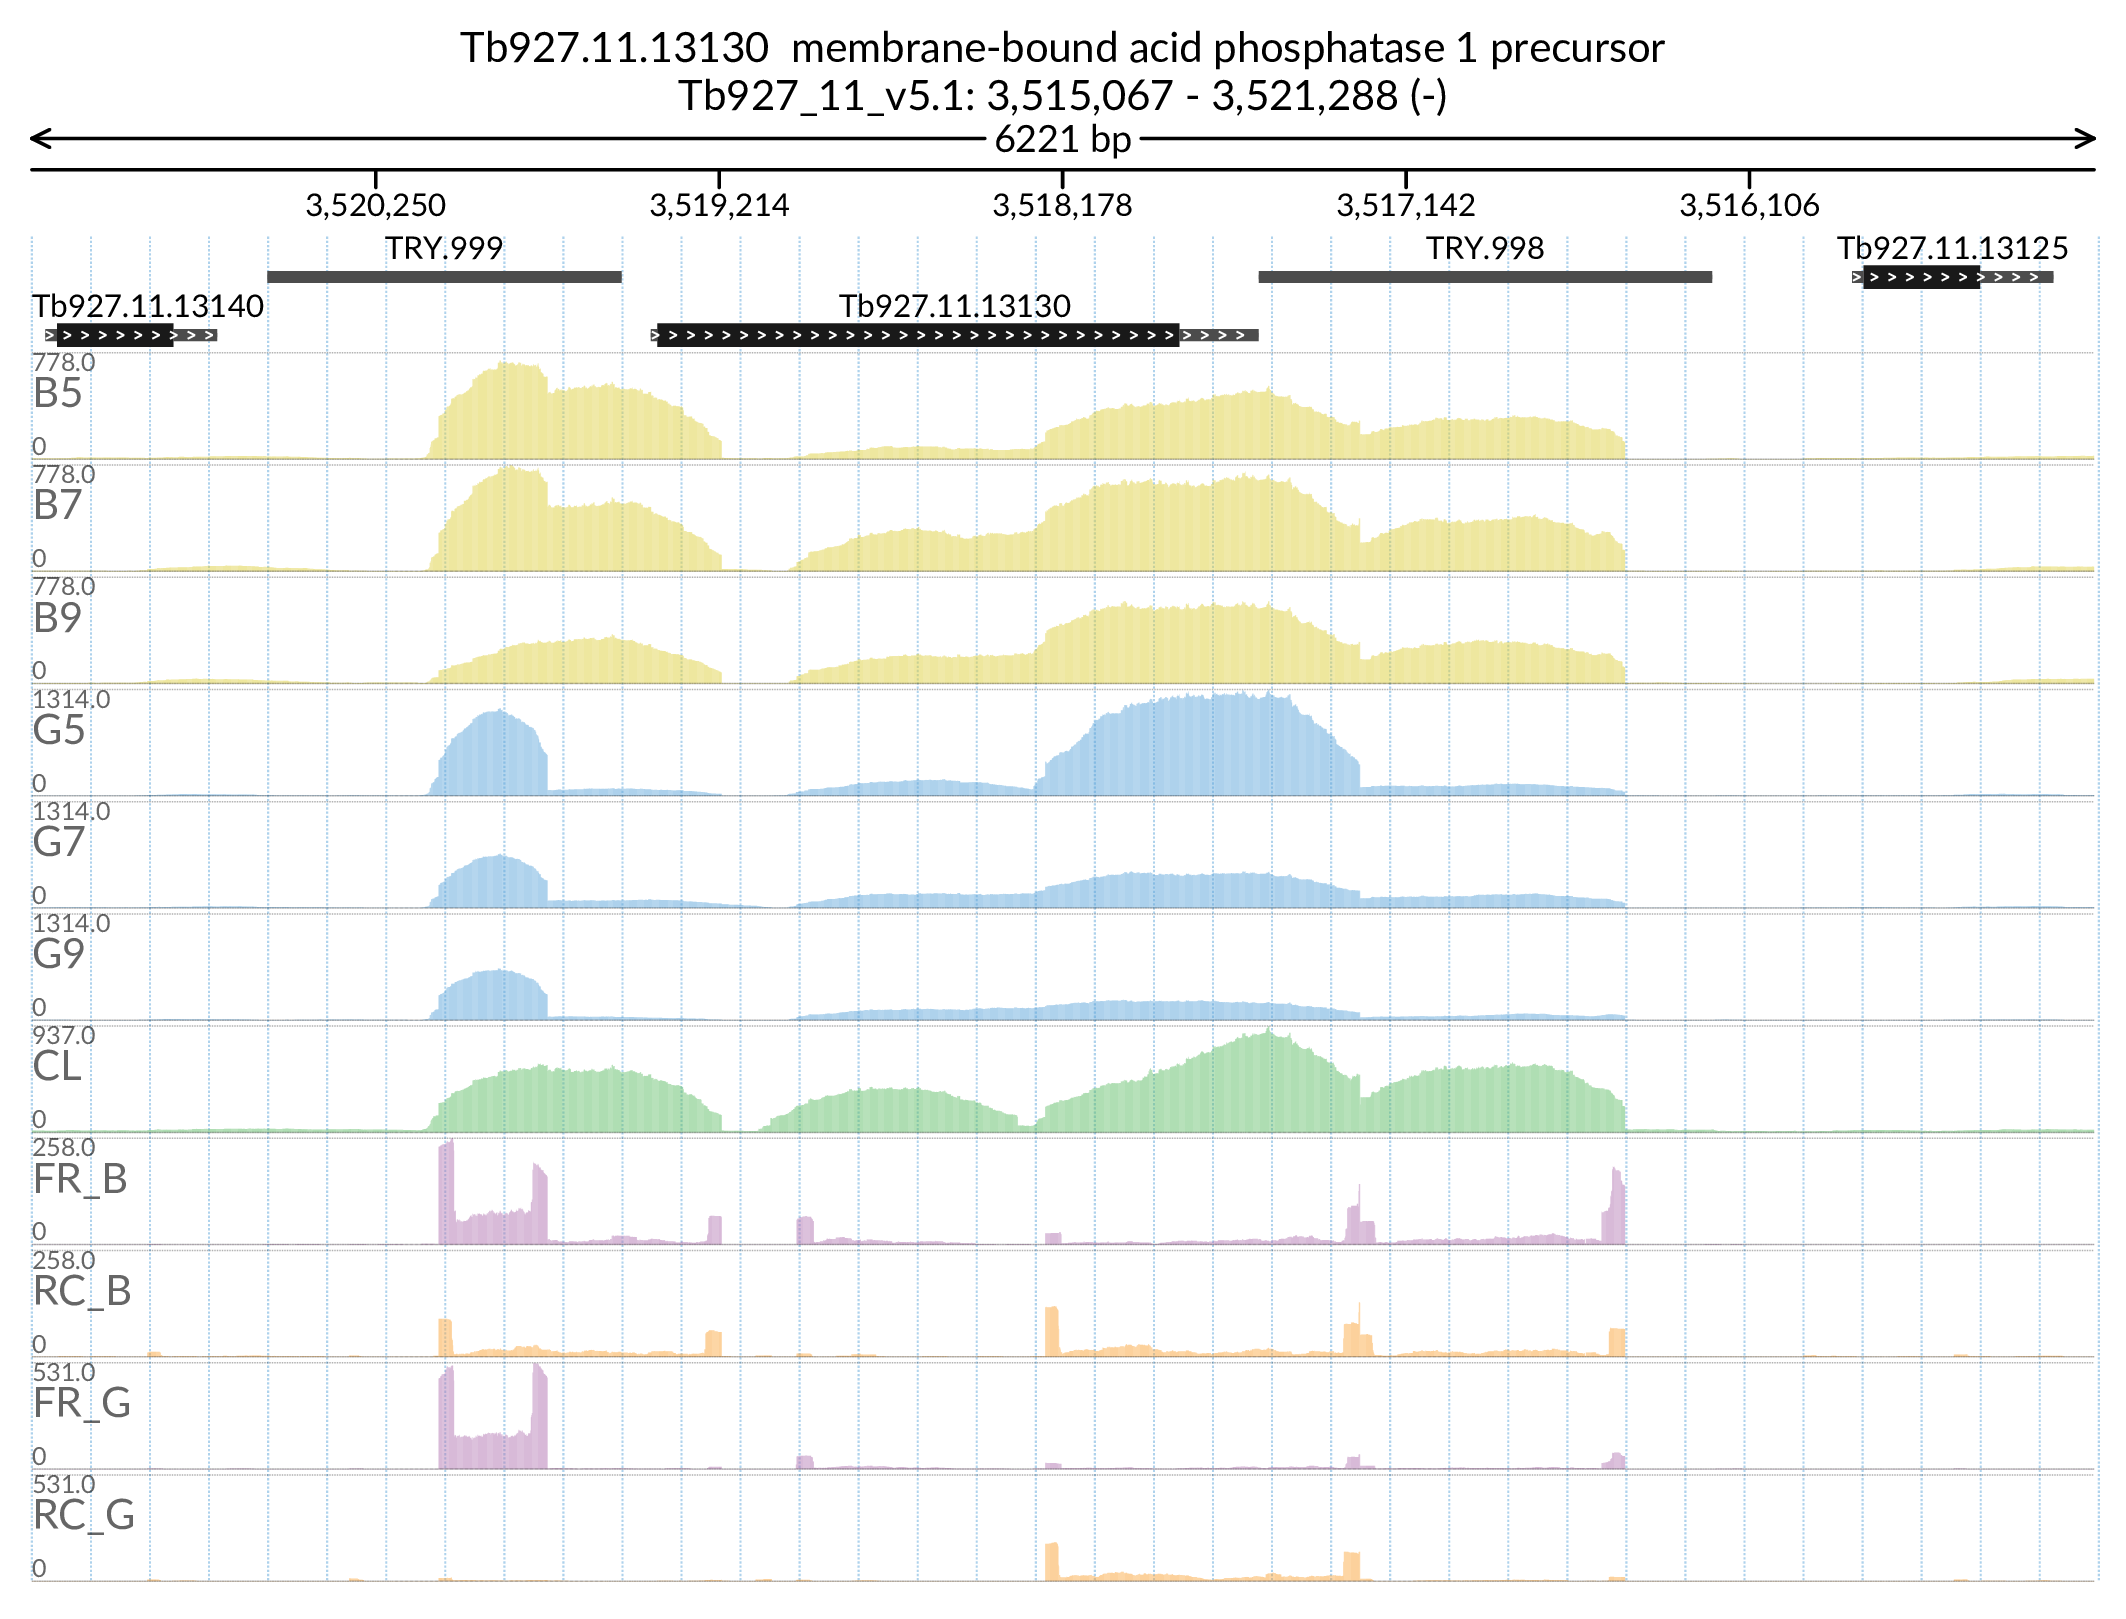 Tb927.11.13130 membrane-bound acid phosphatase 1 precursor
Tb927_11_v5.1: 3,515,067 - 3,521,288 (-)
6221 bp
3,520,250 3,519,214 3,518,178 3,517,142 3,516,106
TRY.999 TRY.998 Tb927.11.13125
Tb927.11.13140 Tb927.11.13130
778.0
B5
0
778.0
B7
0
778.0
B9
0
1314.0
G5
0
1314.0
G7
0
1314.0
G9
0
937.0
CL
0
258.0
FR_B
0
258.0
RC_B
0
531.0
FR_G
0
531.0
RC_G
0